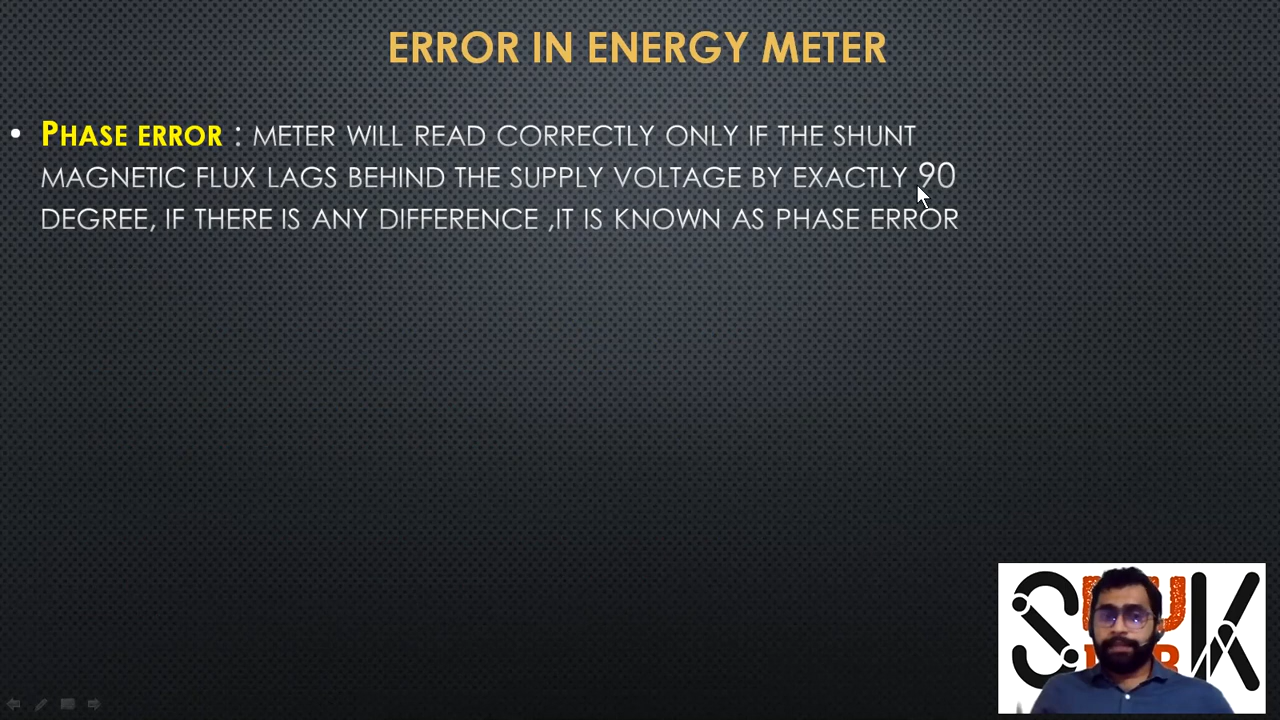 ERROR IN ENERGY METER
• PHASE ERROR : METER WILL READ CORRECTLY ONLY IF THE SHUNT
MAGNETIC FLUX LAGS BEHIND THE SUPPLY VOLTAGE BY EXACTLY 90
DEGREE, IF THERE IS ANY DIFFERENCE ,IT IS KNOWN AS PHASE ERROR